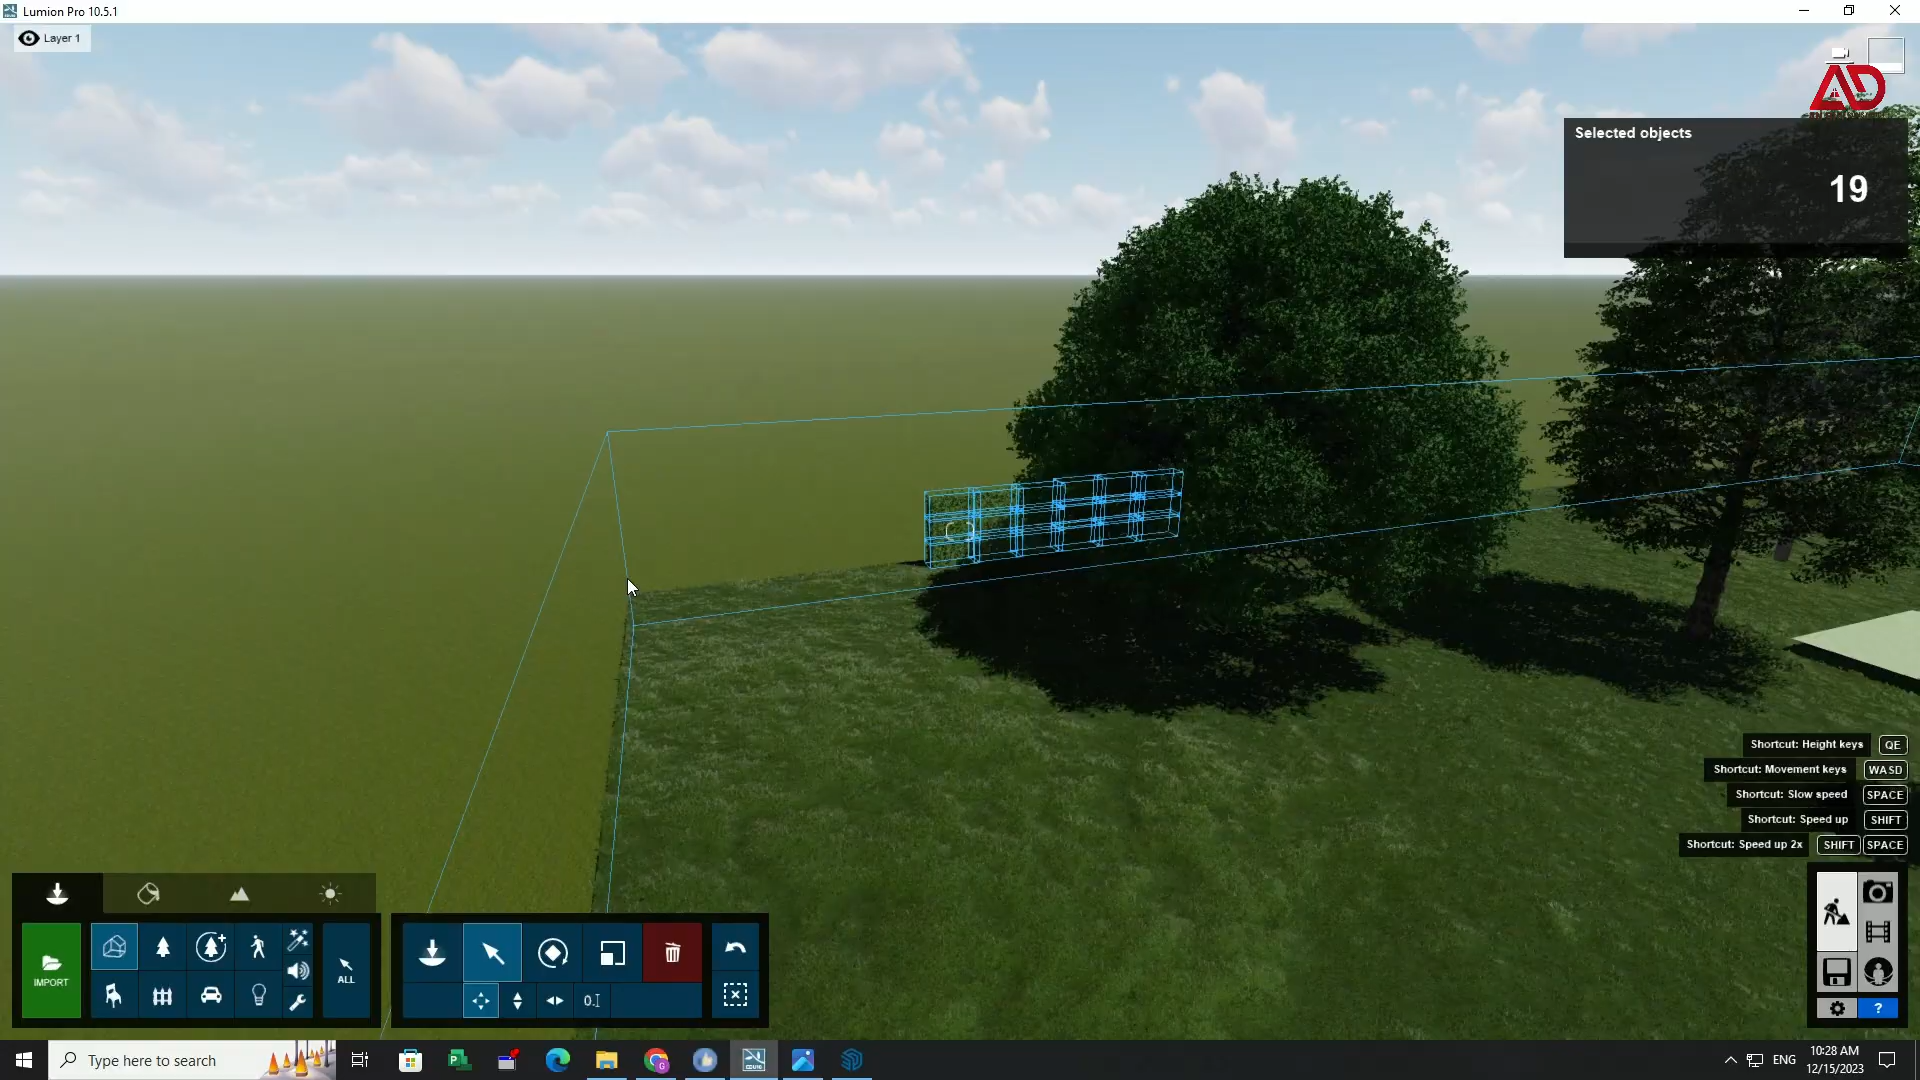 Lumion Pro 10.5.1
Layer 1
AD
Selected objects
19
Shortcut: Height keys QE
Shortcut: Movement keys WASD
Shortcut: Slow speed SPACE
Shortcut: Speed up SHIFT
Shortcut: Speed up 2x SHIFT SPACE
IMPORT
ALL
?
Type here to search
ENG
10:28 AM
12/15/2023